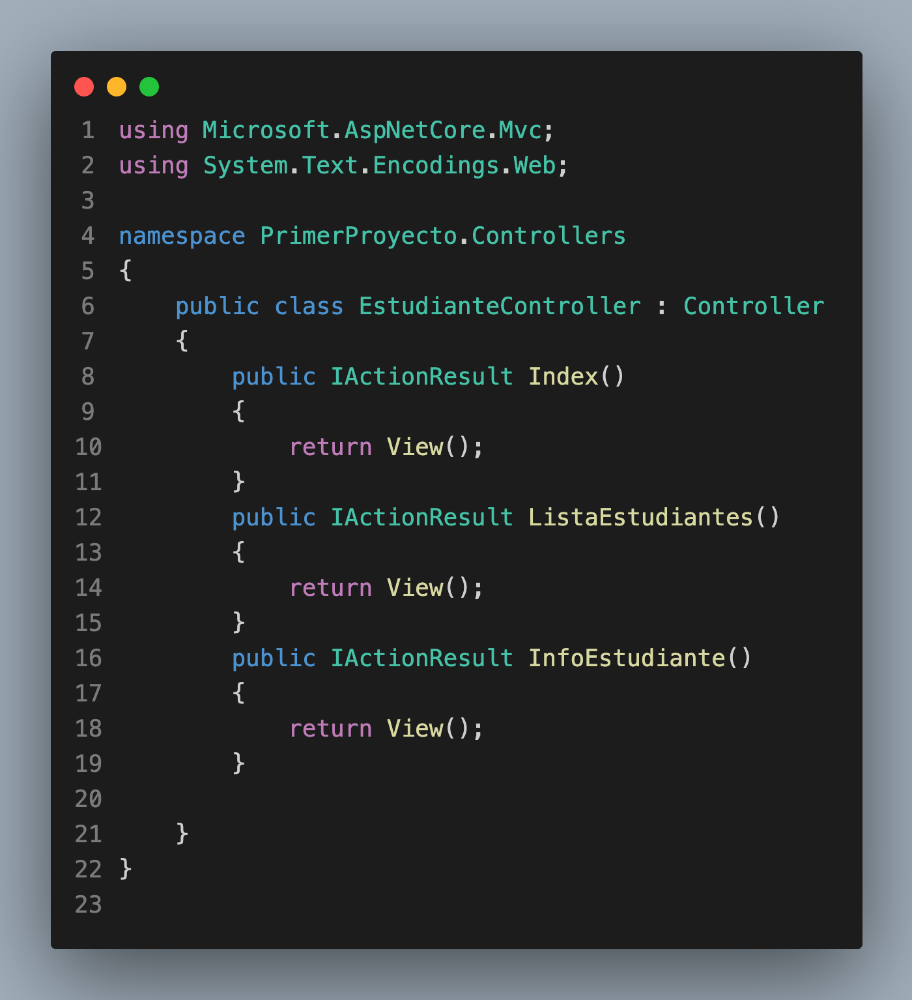 1 using Microsoft.AspNetCore.Mvc;
2 using System.Text.Encodings.Web;
3
4 namespace PrimerProyecto.Controllers
5 {
6     public class EstudianteController : Controller
7     {
8         public IActionResult Index()
9         {
10             return View();
11         }
12         public IActionResult ListaEstudiantes()
13         {
14             return View();
15         }
16         public IActionResult InfoEstudiante()
17         {
18             return View();
19         }
20
21     }
22 }
23